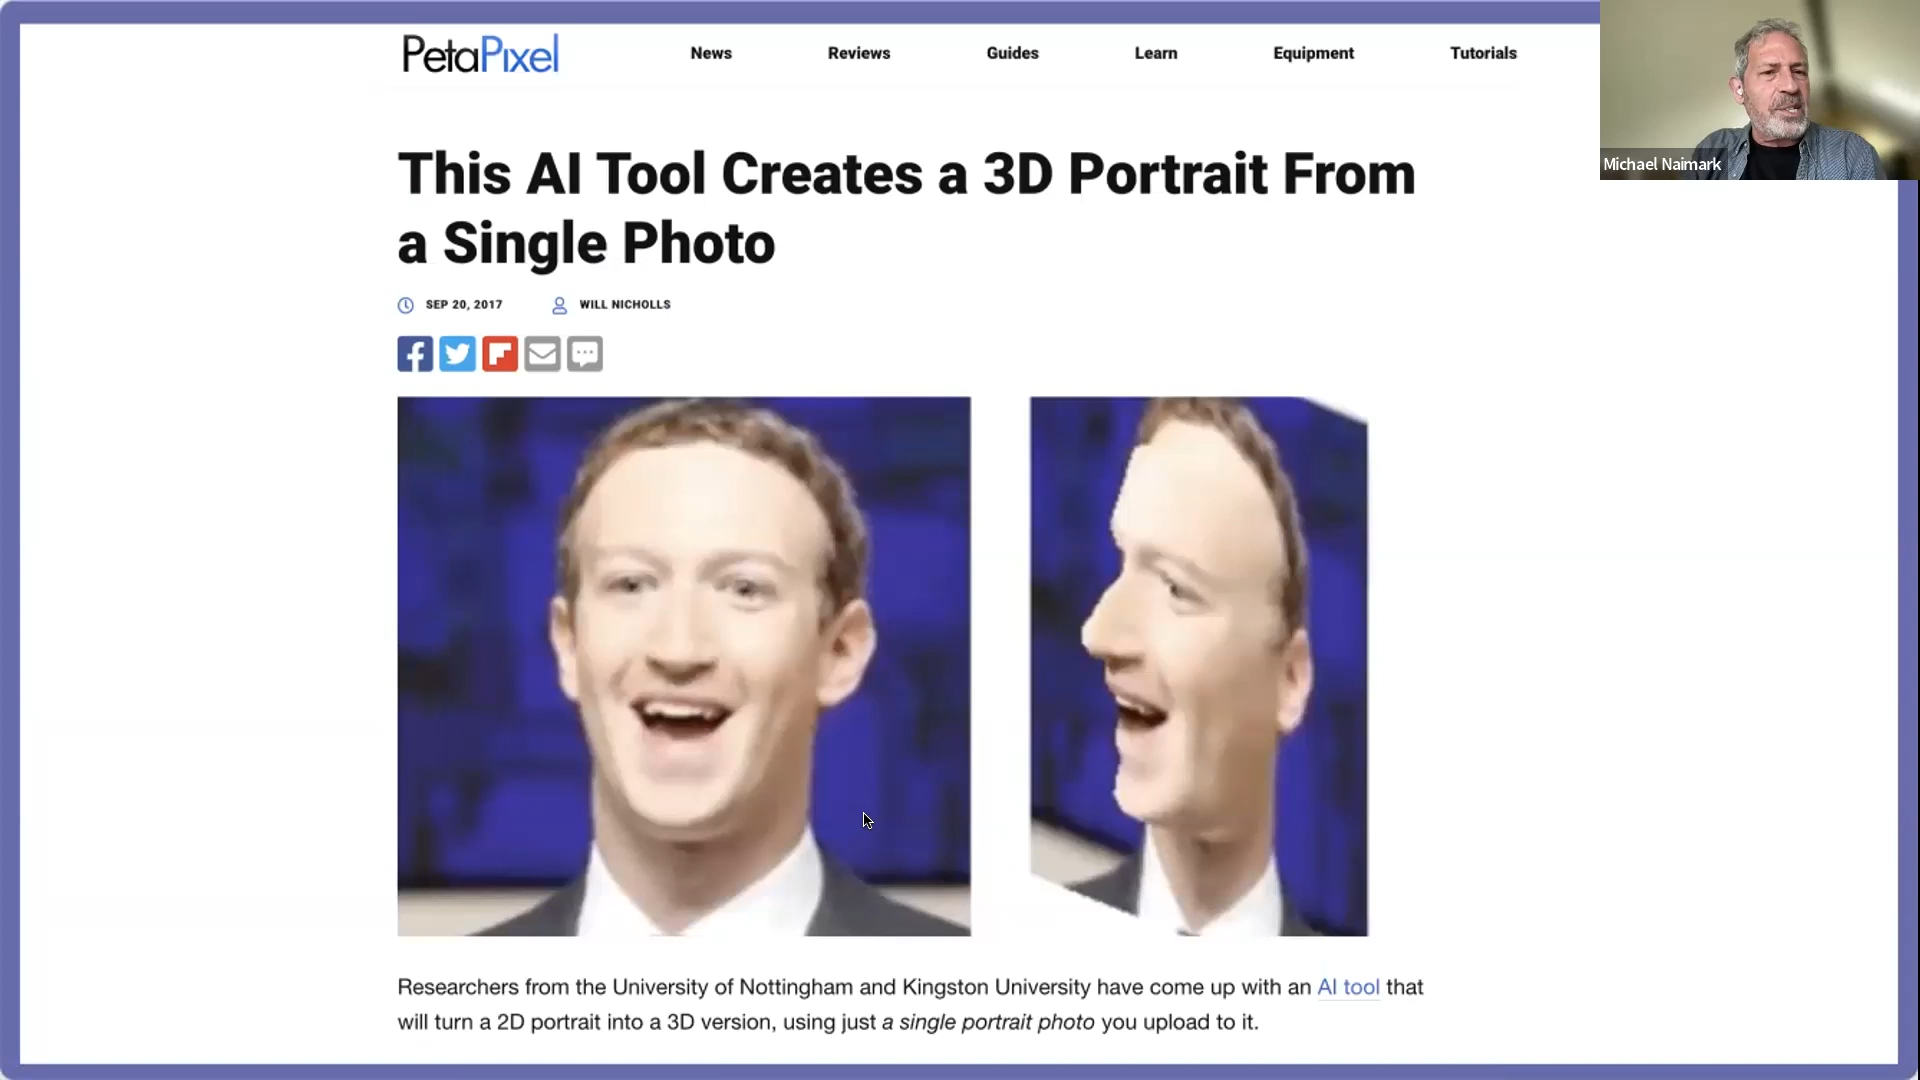 PetaPixel
News Reviews Guides Learn Equipment Tutorials
Michael Naimark
This AI Tool Creates a 3D Portrait From
a Single Photo
SEP 20, 2017 WILL NICHOLLS
Researchers from the University of Nottingham and Kingston University have come up with an AI tool that
will turn a 2D portrait into a 3D version, using just a single portrait photo you upload to it.